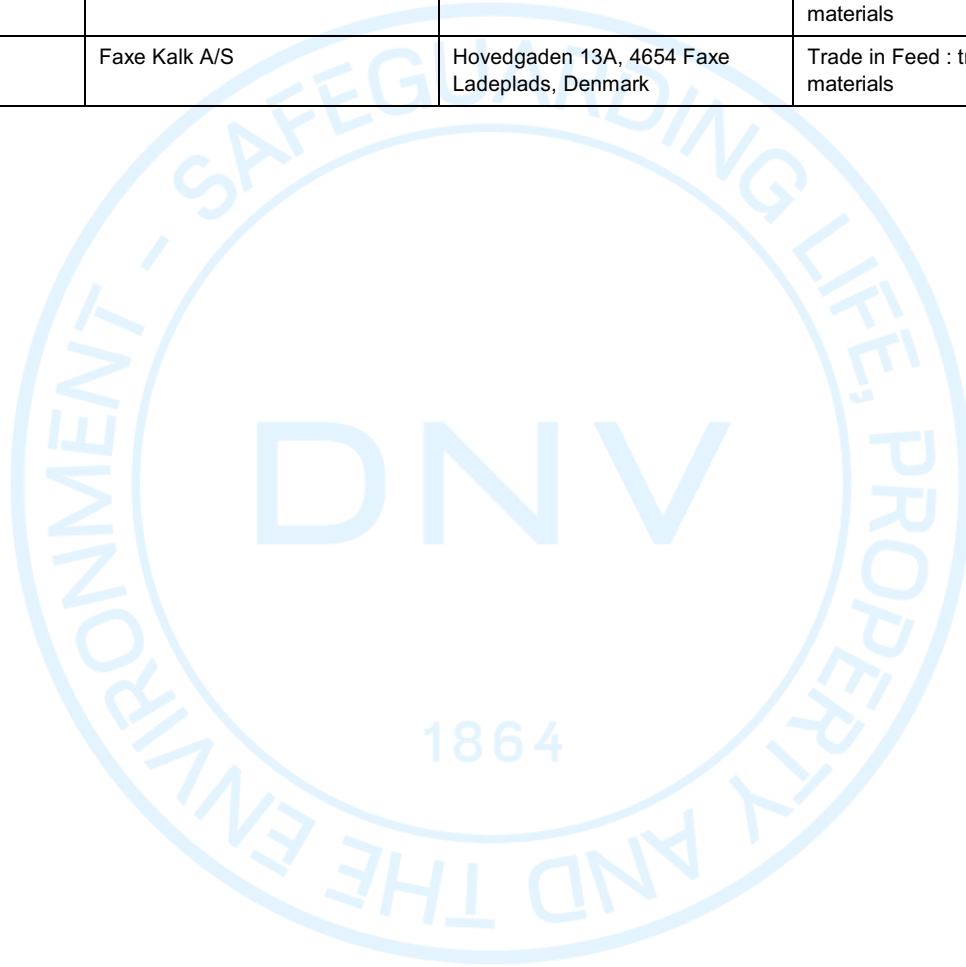 materials
Faxe Kalk A/S
Hovedgaden 13A, 4654 Faxe
Ladeplads, Denmark
Trade in Feed :
materials
SAFEGUARDING LIFE, PROPERTY AND THE ENVIRONMENT -
DNV
1864